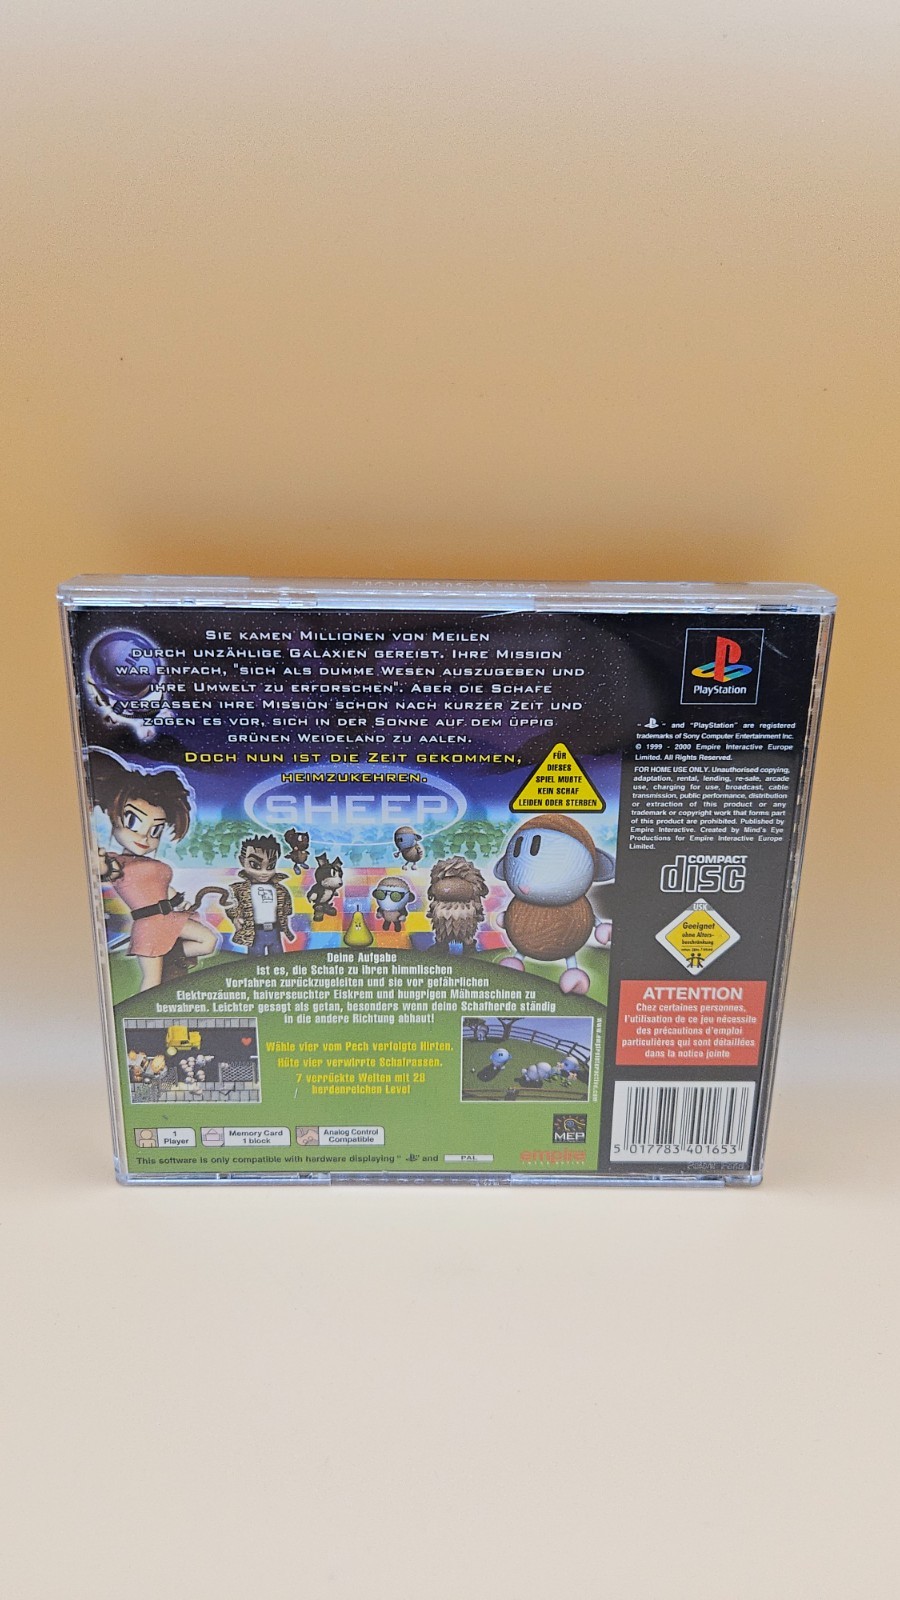 SIE KAMEN MILLIONEN VON MEILEN
DURCH UNZÄHLIGE GALAXIEN GEREIST. IHRE MISSION
WAR EINFACH, "SICH ALS DUMME WESEN AUSZUGEBEN UND
IHRE UMWELT ZU ERFORSCHEN". ABER DIE SCHAFE
VERGASSEN IHRE MISSION SCHON NACH KURZER ZEIT UND
ZOGEN ES VOR, SICH IN DER SONNE AUF DEM ÜPPIG
GRÜNEN WEIDELAND ZU AALEN.
DOCH NUN IST DIE ZEIT GEKOMMEN,
HEIMZUKEHREN.
SHEEP
FÜR
DIESES
SPIEL MUßTE
KEIN SCHAF
LEIDEN ODER STERBEN
Deine Aufgabe
ist es, die Schafe zu ihren himmlischen
Vorfahren zurückzugeleiten und sie vor gefährlichen
Elektrozäunen, haiverseuchter Eiskrem und hungrigen Mähmaschinen zu
bewahren. Leichter gesagt als getan, besonders wenn deine Schafherde ständig
in die andere Richtung abhaut!
Wähle vier vom Pech verfolgte Hirten.
Hüte vier verwirrte Schafrassen.
7 verrückte Welten mit 28
herdenreichen Level
1
Player
Memory Card
1 block
Analog Control
Compatible
MEP
empire
INTERACTIVE
This software is only compatible with hardware displaying " " and PAL
PlayStation
- " " and "PlayStation" are registered
trademarks of Sony Computer Entertainment Inc.
© 1999 - 2000 Empire Interactive Europe
Limited. All Rights Reserved.
FOR HOME USE ONLY. Unauthorised copying,
adaptation, rental, lending, re-sale, arcade
use, charging for use, broadcast, cable
transmission, public performance, distribution
or extraction of this product or any
trademark or copyright work that forms part
of this product are prohibited. Published by
Empire Interactive. Created by Mind's Eye
Productions for Empire Interactive Europe
Limited.
COMPACT
disc
USK
Geeignet
ohne Alters-
beschränkung
ATTENTION
Chez certaines personnes,
l'utilisation de ce jeu nécessite
des précautions d'emploi
particulières qui sont détaillées
dans la notice jointe
5 017783 401653